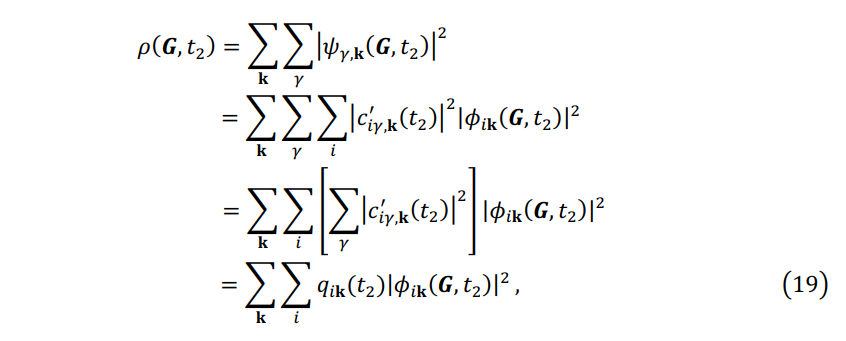 ρ(𝑮, t₂) = ∑_𝐤 ∑_γ |ψ_{γ,𝐤}(𝑮, t₂)|²
= ∑_𝐤 ∑_γ ∑_i |c′_{iγ,𝐤}(t₂)|² |ϕ_{i𝐤}(𝑮, t₂)|²
= ∑_𝐤 ∑_i [∑_γ |c′_{iγ,𝐤}(t₂)|²] |ϕ_{i𝐤}(𝑮, t₂)|²
= ∑_𝐤 ∑_i q_{i𝐤}(t₂)|ϕ_{i𝐤}(𝑮, t₂)|² , (19)